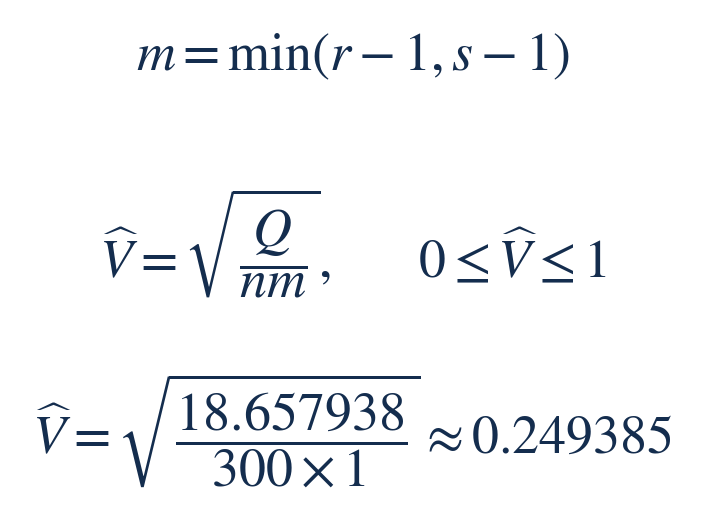 m = min(r − 1, s − 1)
V̂ = √(Q/(nm)),  0 ≤ V̂ ≤ 1
V̂ = √(18.657938/(300 × 1)) ≈ 0.249385